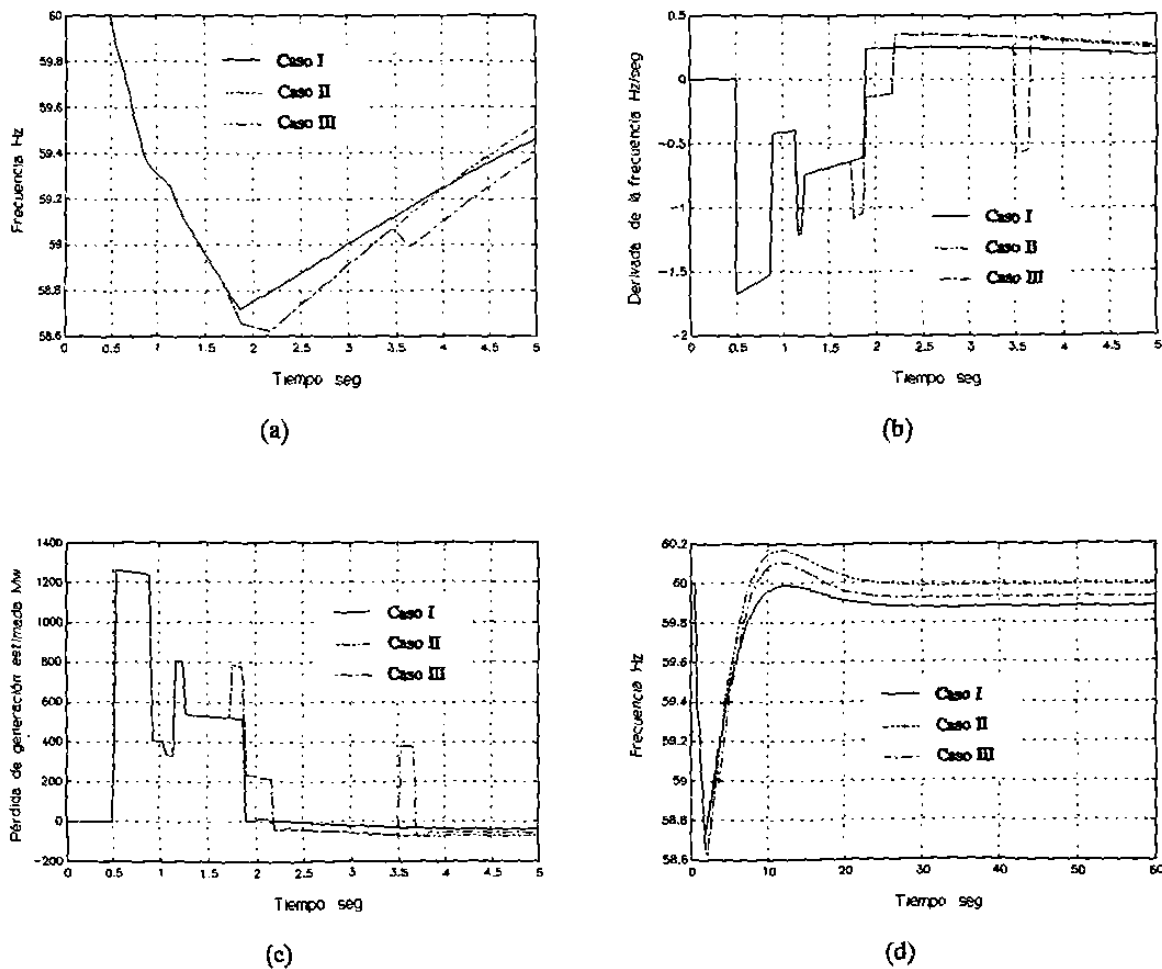 60
59.8
59.6
59.4
59.2
59
58.8
58.6
Frecuencia Hz
Caso I
Caso II
Caso III
0 0.5 1 1.5 2 2.5 3 3.5 4 4.5 5
Tiempo seg
(a)
0.5
0
-0.5
-1
-1.5
-2
Derivada de la frecuencia Hz/seg
Caso I
Caso II
Caso III
0 0.5 1 1.5 2 2.5 3 3.5 4 4.5 5
Tiempo seg
(b)
1400
1200
1000
800
600
400
200
0
-200
Pérdida de generación estimada Mw
Caso I
Caso II
Caso III
0 0.5 1 1.5 2 2.5 3 3.5 4 4.5 5
Tiempo seg
(c)
60.2
60
59.8
59.6
59.4
59.2
59
58.8
58.6
Frecuencia Hz
Caso I
Caso II
Caso III
0 10 20 30 40 50 60
Tiempo seg
(d)